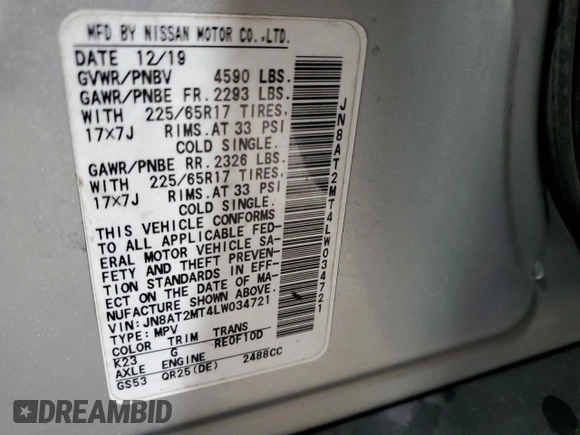 MFD BY NISSAN MOTOR CO.,LTD.
DATE 12/19
GVWR/PNBV 4590 LBS.
GAWR/PNBE FR. 2293 LBS.
WITH 225/65R17 TIRES,
17×7J RIMS.AT 33 PSI
COLD SINGLE.
GAWR/PNBE RR. 2326 LBS.
WITH 225/65R17 TIRES,
17×7J RIMS.AT 33 PSI
COLD SINGLE.
THIS VEHICLE CONFORMS
TO ALL APPLICABLE FED-
ERAL MOTOR VEHICLE SA-
FETY AND THEFT PREVEN-
TION STANDARDS IN EFF-
ECT ON THE DATE OF MA-
NUFACTURE SHOWN ABOVE.
VIN:JN8AT2MT4LW034721
TYPE:MPV
COLOR TRIM TRANS
K23 G RE0F10D
AXLE ENGINE
GS53 QR25(DE) 2488CC
JN8AT2MT4LW034721
DREAMBID